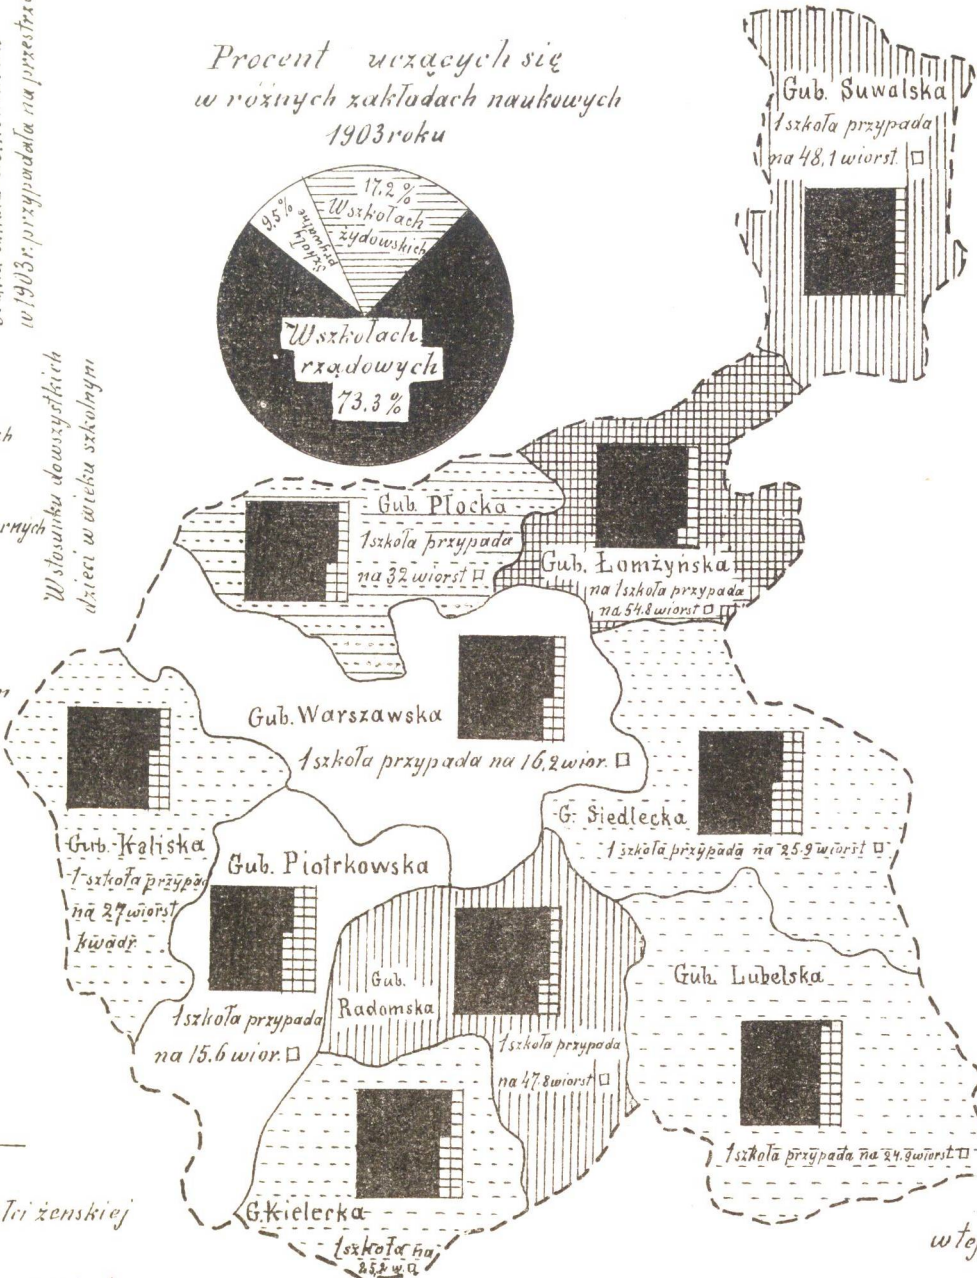 Procent uczących się
w różnych zakładach naukowych
1903 roku
17,2 %
W szkołach
żydowskich
9,5 %
szkoły
prywatne
W szkołach
rządowych
73,3 %
w 1903 r. przypadała na przestrze
W stosunku do wszystkich
dzieci w wieku szkolnym
ch
rnych
Gub. Suwalska
1 szkoła przypada
na 48,1 wiorst. □
Gub. Płocka
1 szkoła przypada
na 32 wiorst □
Gub. Łomżyńska
na 1 szkoła przypada
na 54.8 wiorst □
Gub. Warszawska
1 szkoła przypada na 16,2 wior. □
Gub. Kaliska
1 szkoła przypad
na 27 wiorst
kwadr.
G. Siedlecka
1 szkoła przypada na 25.9 wiorst □
Gub. Piotrkowska
1 szkoła przypada
na 15.6 wior. □
Gub.
Radomska
1 szkoła przypada
na 47.8 wiorst □
Gub. Lubelska
1 szkoła przypada na 24.9 wiorst □
G. Kielecka
1 szkoła na
25,2 w. □
żenskiej
w tej